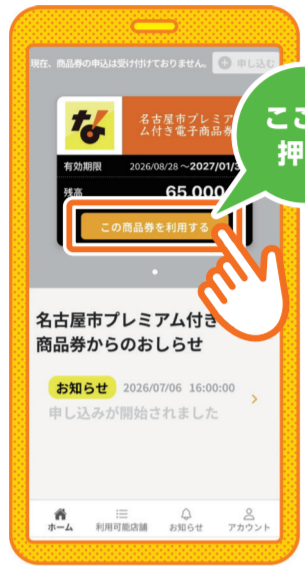 現在、商品券の申込は受け付けておりません。
申し込む
な
名古屋市プレミア
ム付き電子商品券
有効期限 2026/08/28 ～2027/01/3
残高 65,000
この商品券を利用する
ここ
押
名古屋市プレミアム付き
商品券からのおしらせ
お知らせ 2026/07/06 16:00:00
申し込みが開始されました
ホーム 利用可能店舗 お知らせ アカウント